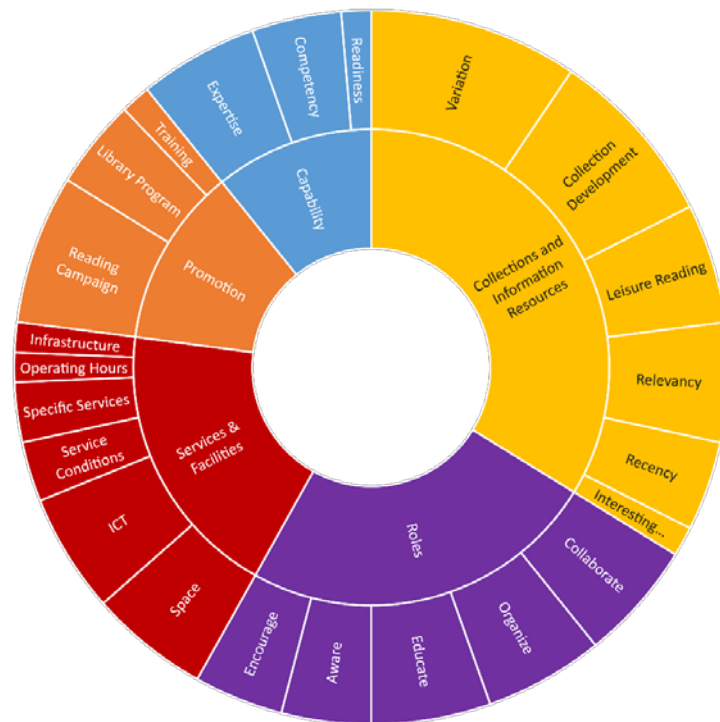 Variation
Collection
Development
Leisure Reading
Relevancy
Recency
Interesting...
Collections and
Information
Resources
Collaborate
Organize
Educate
Aware
Encourage
Roles
Space
ICT
Service
Conditions
Specific Services
Operating Hours
Infrastructure
Services &
Facilities
Reading
Campaign
Library Program
Training
Promotion
Expertise
Competency
Readiness
Capability